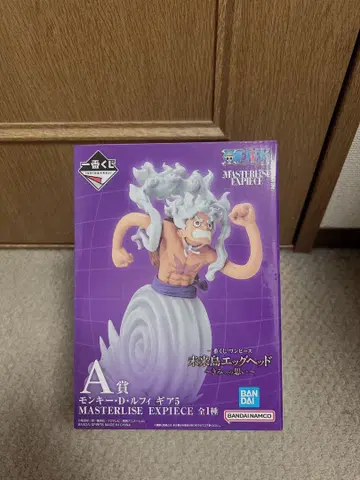 一番くじ
ONE PIECE
MASTERLISE
EXPIECE
一番くじ ワンピース
未来島エッグヘッド
A賞
モンキー・D・ルフィ ギア5
MASTERLISE EXPIECE 全1種
BAN
DAI
BANDAI NAMCO